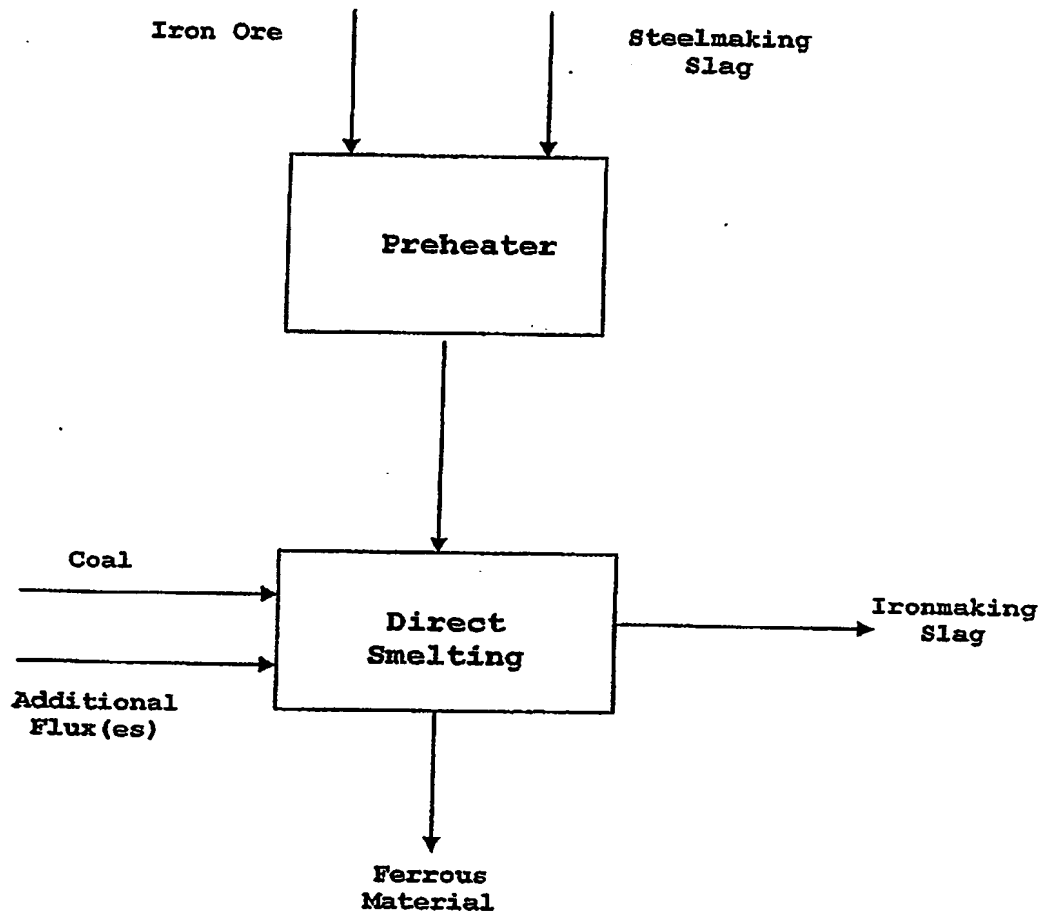 Iron Ore
Steelmaking
Slag
Preheater
Coal
Direct
Smelting
Ironmaking
Slag
Additional
Flux(es)
Ferrous
Material